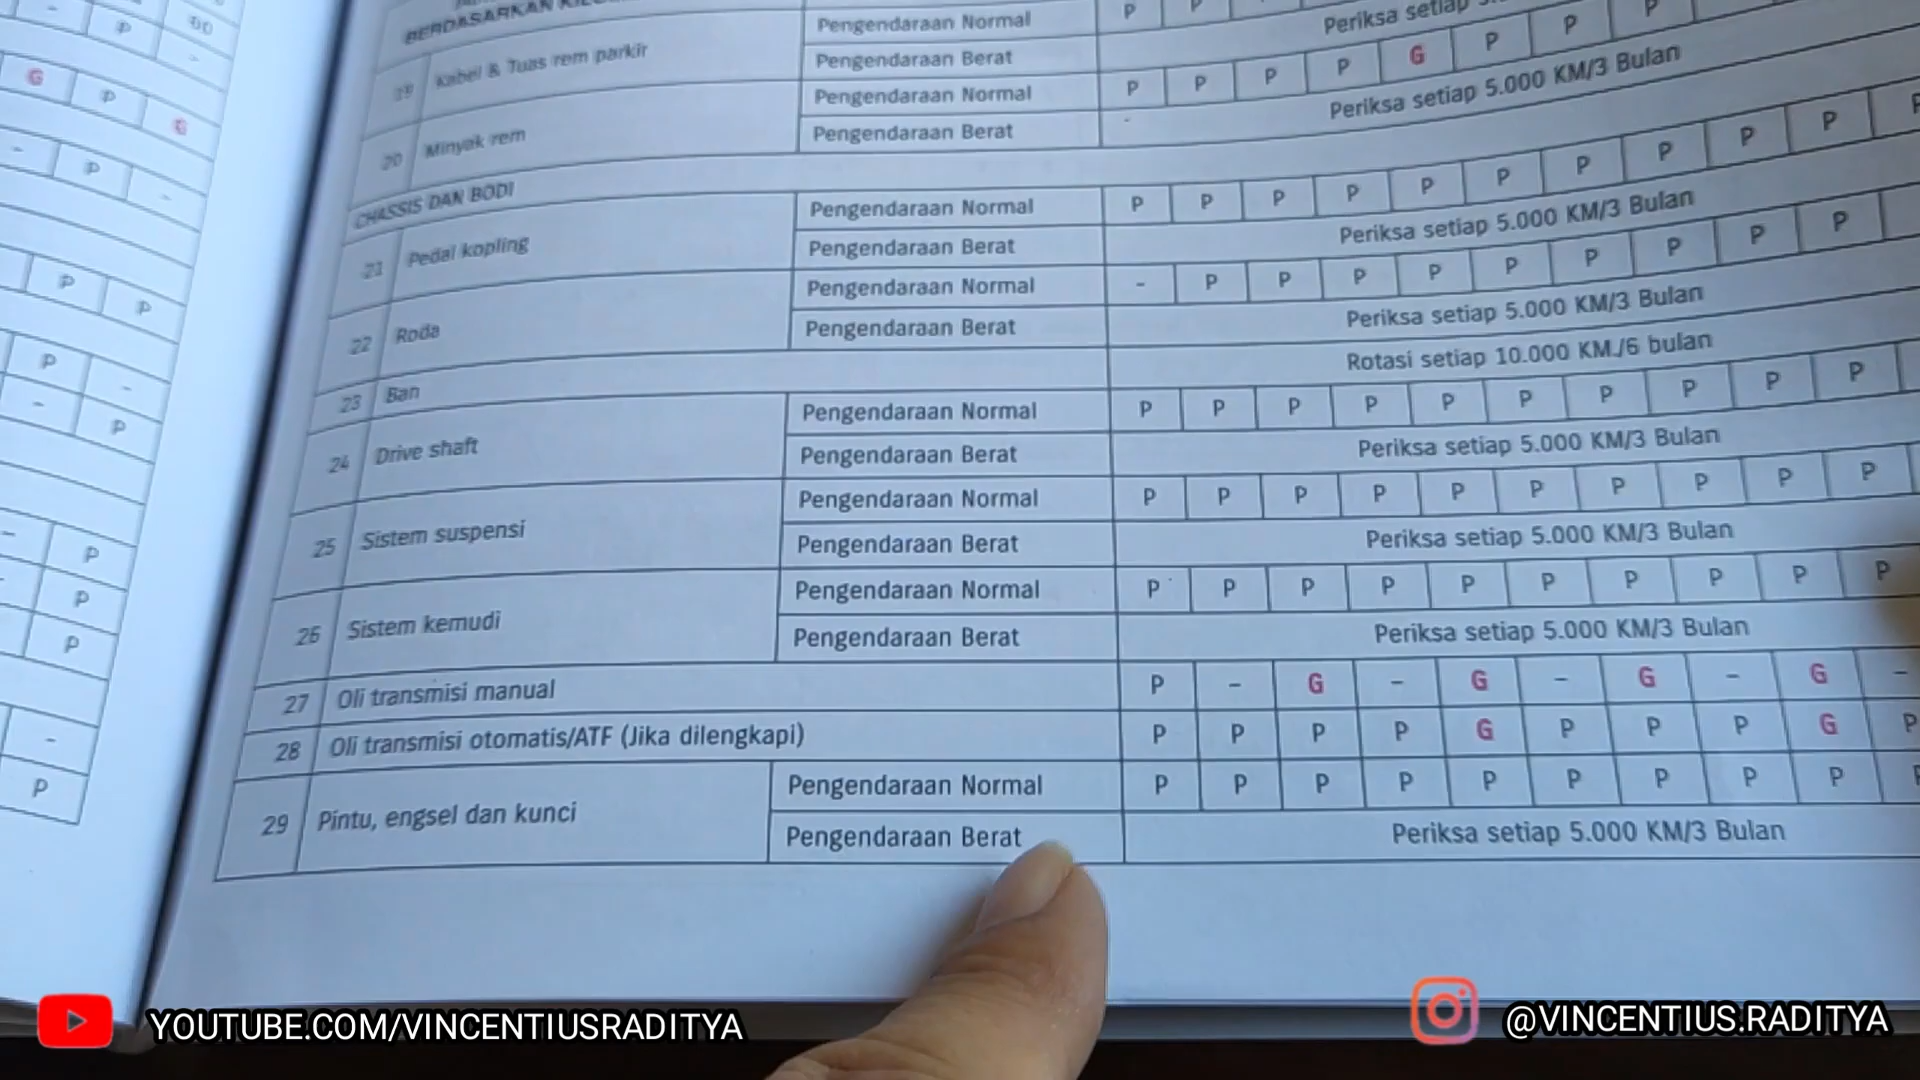 BERDASARKAN
Pengendaraan Normal P P
19 Kabel & Tuas rem parkir Pengendaraan Berat Periksa setiap
Pengendaraan Normal P P P P G P P P
20 Minyak rem Pengendaraan Berat Periksa setiap 5.000 KM/3 Bulan
CHASSIS DAN BODI
21 Pedal kopling Pengendaraan Normal P P P P P P P P P P P
Pengendaraan Berat Periksa setiap 5.000 KM/3 Bulan
22 Roda Pengendaraan Normal - P P P P P P P P P
Pengendaraan Berat Periksa setiap 5.000 KM/3 Bulan
23 Ban Rotasi setiap 10.000 KM./6 bulan
24 Drive shaft Pengendaraan Normal P P P P P P P P P P
Pengendaraan Berat Periksa setiap 5.000 KM/3 Bulan
25 Sistem suspensi Pengendaraan Normal P P P P P P P P P P
Pengendaraan Berat Periksa setiap 5.000 KM/3 Bulan
26 Sistem kemudi Pengendaraan Normal P P P P P P P P P P
Pengendaraan Berat Periksa setiap 5.000 KM/3 Bulan
27 Oli transmisi manual P - G - G - G - G -
28 Oli transmisi otomatis/ATF (Jika dilengkapi) P P P P G P P P G P
29 Pintu, engsel dan kunci Pengendaraan Normal P P P P P P P P P
Pengendaraan Berat Periksa setiap 5.000 KM/3 Bulan
- P -
G P G
- P -
P P
P -
- P
- P
P
P
-
P
YOUTUBE.COM/VINCENTIUSRADITYA
@VINCENTIUS.RADITYA